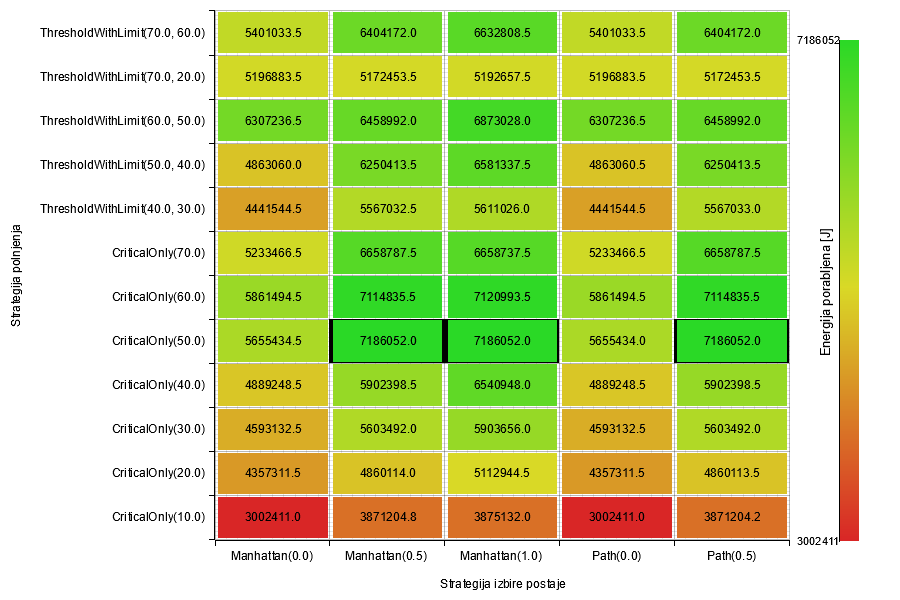 ThresholdWithLimit(70.0, 60.0) 5401033.5 6404172.0 6632808.5 5401033.5 6404172.0
7186052
ThresholdWithLimit(70.0, 20.0) 5196883.5 5172453.5 5192657.5 5196883.5 5172453.5
ThresholdWithLimit(60.0, 50.0) 6307236.5 6458992.0 6873028.0 6307236.5 6458992.0
ThresholdWithLimit(50.0, 40.0) 4863060.0 6250413.5 6581337.5 4863060.5 6250413.5
ThresholdWithLimit(40.0, 30.0) 4441544.5 5567032.5 5611026.0 4441544.5 5567033.0
CriticalOnly(70.0) 5233466.5 6658787.5 6658737.5 5233466.5 6658787.5
CriticalOnly(60.0) 5861494.5 7114835.5 7120993.5 5861494.5 7114835.5
CriticalOnly(50.0) 5655434.5 7186052.0 7186052.0 5655434.0 7186052.0
CriticalOnly(40.0) 4889248.5 5902398.5 6540948.0 4889248.5 5902398.5
CriticalOnly(30.0) 4593132.5 5603492.0 5903656.0 4593132.5 5603492.0
CriticalOnly(20.0) 4357311.5 4860114.0 5112944.5 4357311.5 4860113.5
CriticalOnly(10.0) 3002411.0 3871204.8 3875132.0 3002411.0 3871204.2
3002411
Manhattan(0.0) Manhattan(0.5) Manhattan(1.0) Path(0.0) Path(0.5)
Strategija izbire postaje
Strategija polnjenja
Energija porabljena [J]